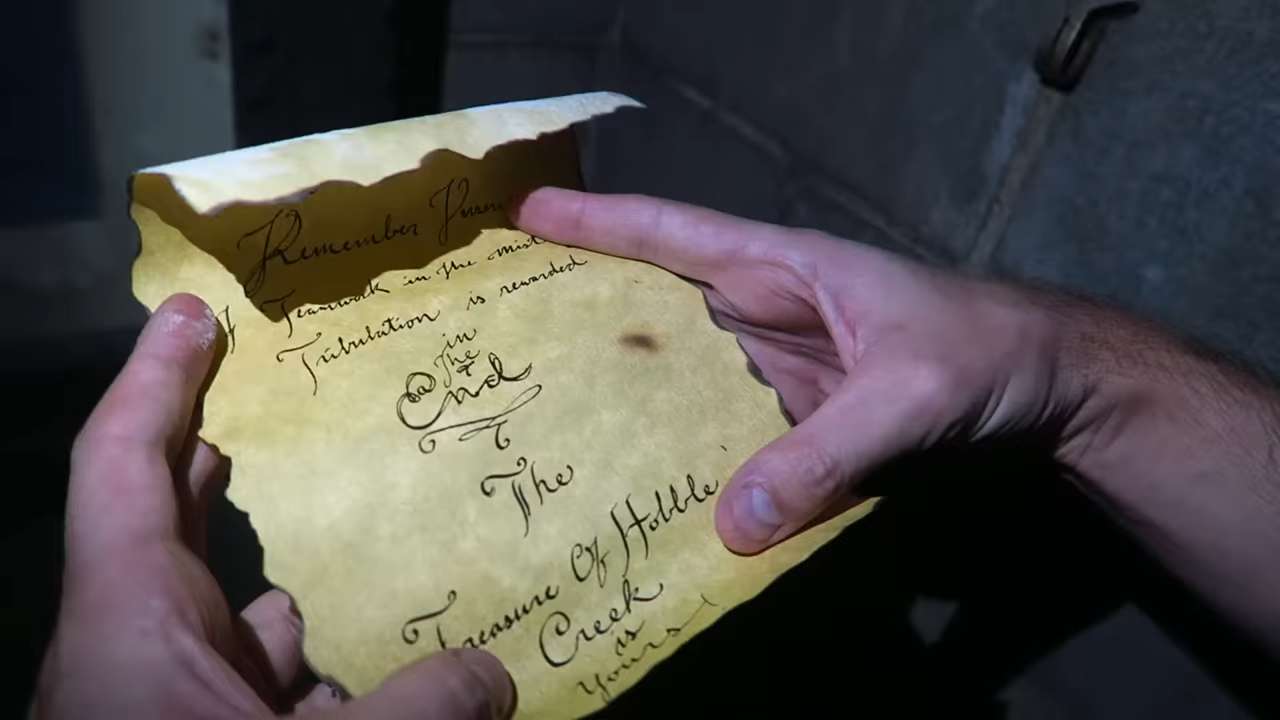 Remember
Teamwork in the
Tribulation is rewarded
in
The
End
The
Treasure Of Hobble
Creek
is
Yours!